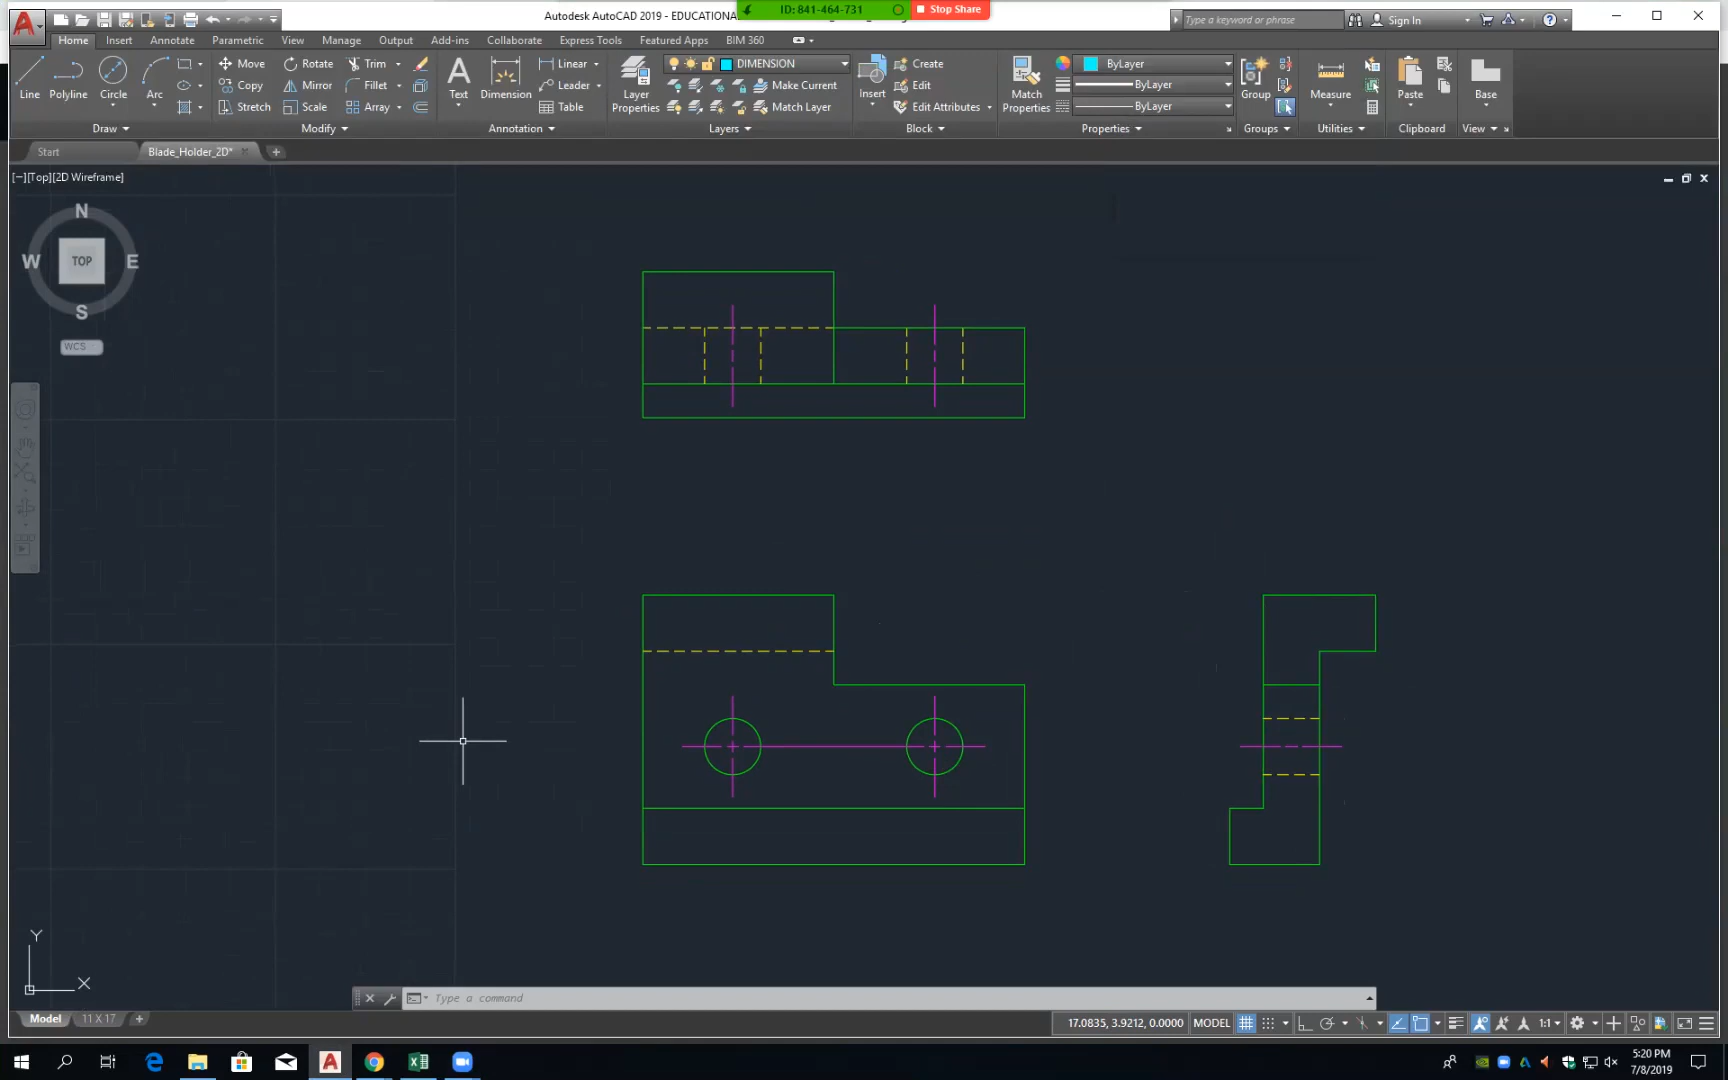 Autodesk AutoCAD 2019 - EDUCATIONA
ID: 841-464-731
Stop Share
Type a keyword or phrase
Sign In
Home Insert Annotate Parametric View Manage Output Add-ins Collaborate Express Tools Featured Apps BIM 360
Line Polyline Circle Arc
Move Rotate Trim
Copy Mirror Fillet
Stretch Scale Array
Text Dimension
Linear
Leader
Table
Layer Properties
DIMENSION
Make Current
Match Layer
Insert
Create
Edit
Edit Attributes
Match Properties
ByLayer
ByLayer
ByLayer
Group
Measure
Paste
Base
Draw Modify Annotation Layers Block Properties Groups Utilities Clipboard View
Start Blade_Holder_2D*
[−][Top][2D Wireframe]
N
W TOP E
S
WCS
Y
X
Type a command
Model 11 X 17
17.0835, 3.9212, 0.0000 MODEL 1:1
5:20 PM
7/8/2019